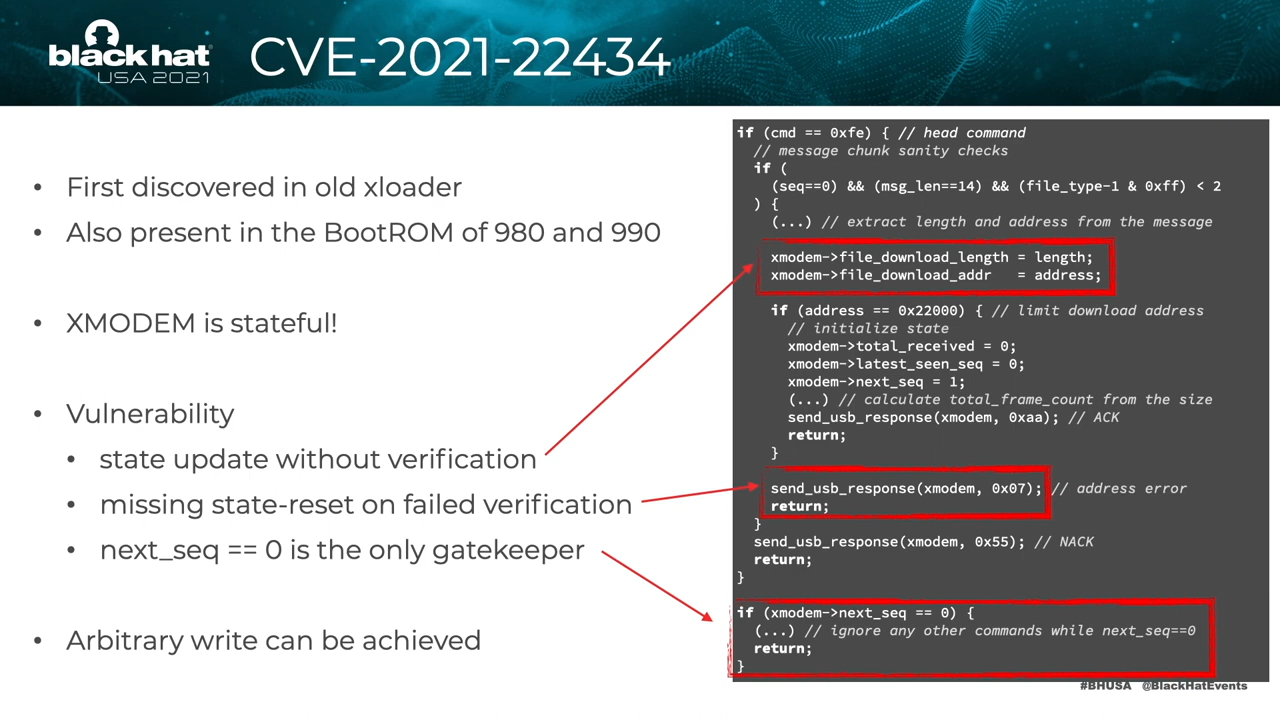 black hat
USA 2021
CVE-2021-22434
• First discovered in old xloader
• Also present in the BootROM of 980 and 990
• XMODEM is stateful!
• Vulnerability
• state update without verification
• missing state-reset on failed verification
• next_seq == 0 is the only gatekeeper
• Arbitrary write can be achieved
if (cmd == 0xfe) { // head command
// message chunk sanity checks
if (
(seq==0) && (msg_len==14) && (file_type-1 & 0xff) < 2
) {
(...) // extract length and address from the message
xmodem->file_download_length = length;
xmodem->file_download_addr = address;
if (address == 0x22000) { // limit download address
// initialize state
xmodem->total_received = 0;
xmodem->latest_seen_seq = 0;
xmodem->next_seq = 1;
(...) // calculate total_frame_count from the size
send_usb_response(xmodem, 0xaa); // ACK
return;
}
send_usb_response(xmodem, 0x07); // address error
return;
}
send_usb_response(xmodem, 0x55); // NACK
return;
}
if (xmodem->next_seq == 0) {
(...) // ignore any other commands while next_seq==0
return;
}
#BHUSA @BlackHatEvents